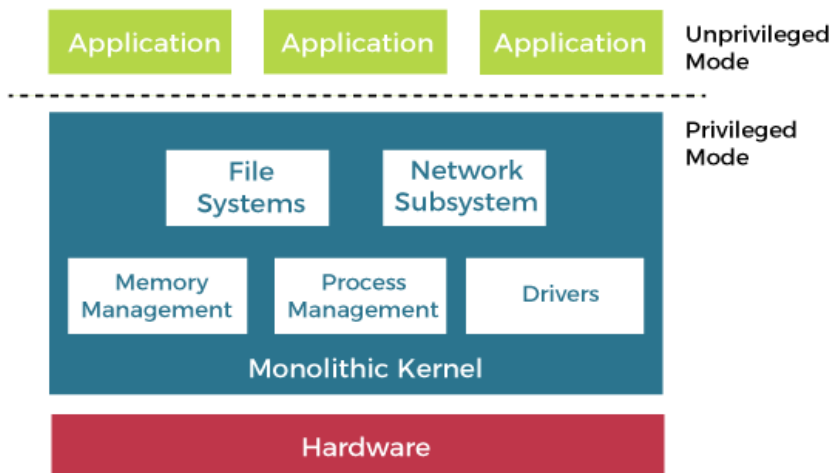 Application
Application
Application
Unprivileged
Mode
Privileged
Mode
File
Systems
Network
Subsystem
Memory
Management
Process
Management
Drivers
Monolithic Kernel
Hardware